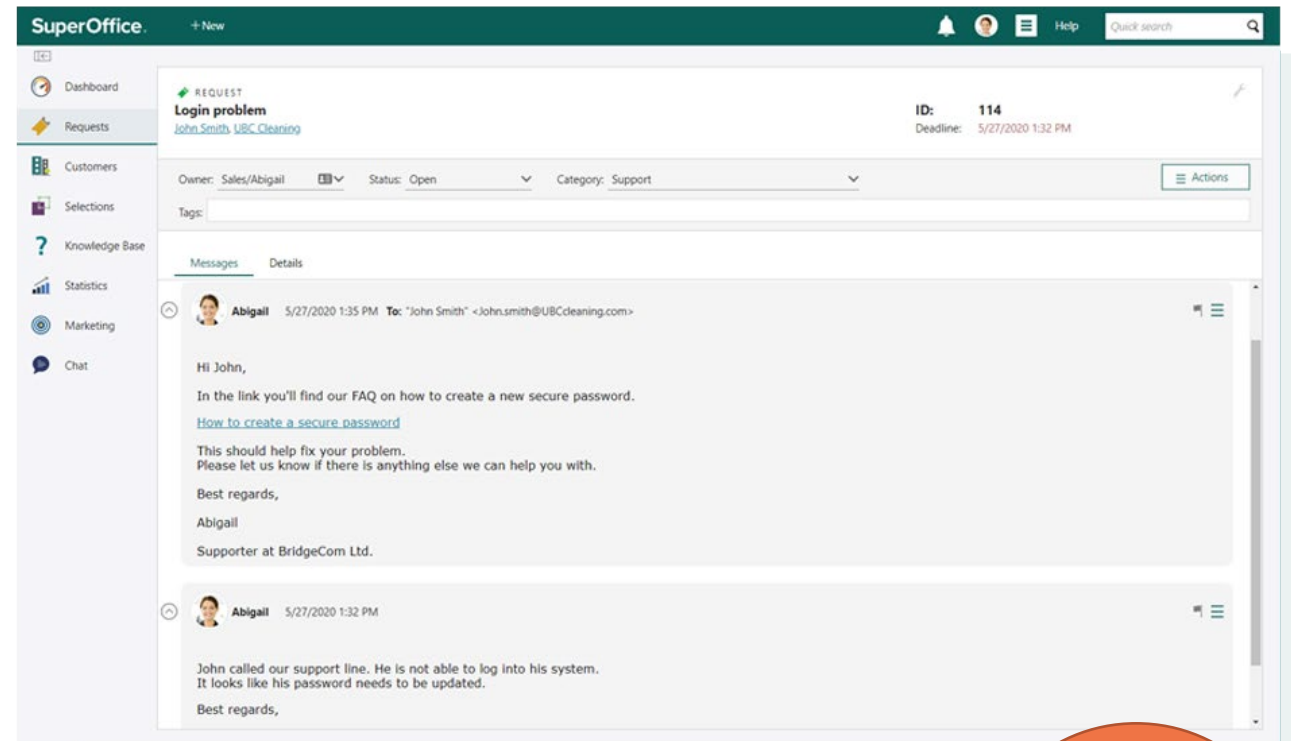 SuperOffice. +New Help Quick search
Dashboard
Requests
Customers
Selections
Knowledge Base
Statistics
Marketing
Chat
REQUEST
Login problem
John Smith, UBC Cleaning
ID: 114
Deadline: 5/27/2020 1:32 PM
Owner: Sales/Abigail Status: Open Category: Support Actions
Tags:
Messages Details
Abigail 5/27/2020 1:35 PM To: "John Smith" <John.smith@UBCcleaning.com>
Hi John,
In the link you'll find our FAQ on how to create a new secure password.
How to create a secure password
This should help fix your problem.
Please let us know if there is anything else we can help you with.
Best regards,
Abigail
Supporter at BridgeCom Ltd.
Abigail 5/27/2020 1:32 PM
John called our support line. He is not able to log into his system.
It looks like his password needs to be updated.
Best regards,